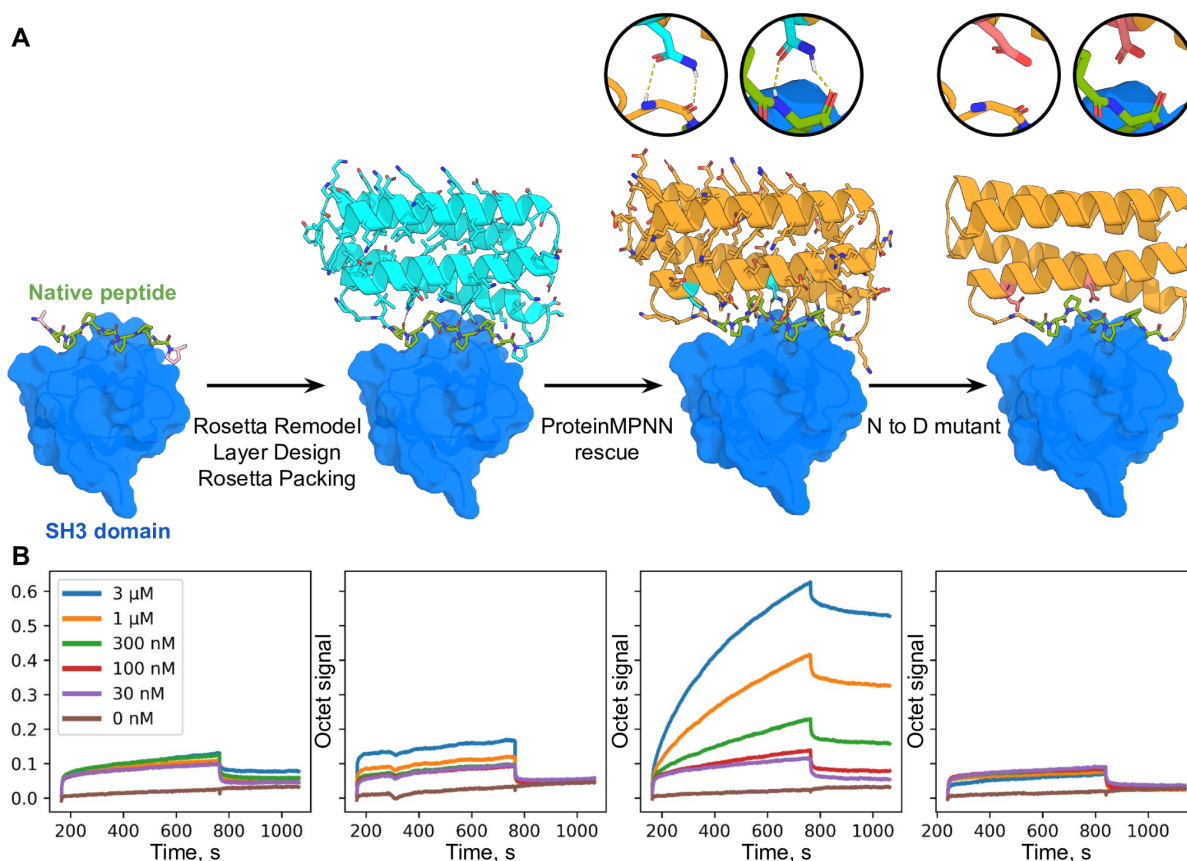 A
Native peptide
SH3 domain
Rosetta Remodel
Layer Design
Rosetta Packing
ProteinMPNN
rescue
N to D mutant
B
0.6
0.5
0.4
0.3
0.2
0.1
0.0
3 μM
1 μM
300 nM
100 nM
30 nM
0 nM
200 400 600 800 1000
Time, s
Octet signal
200 400 600 800 1000
Time, s
Octet signal
200 400 600 800 1000
Time, s
Octet signal
200 400 600 800 1000
Time, s